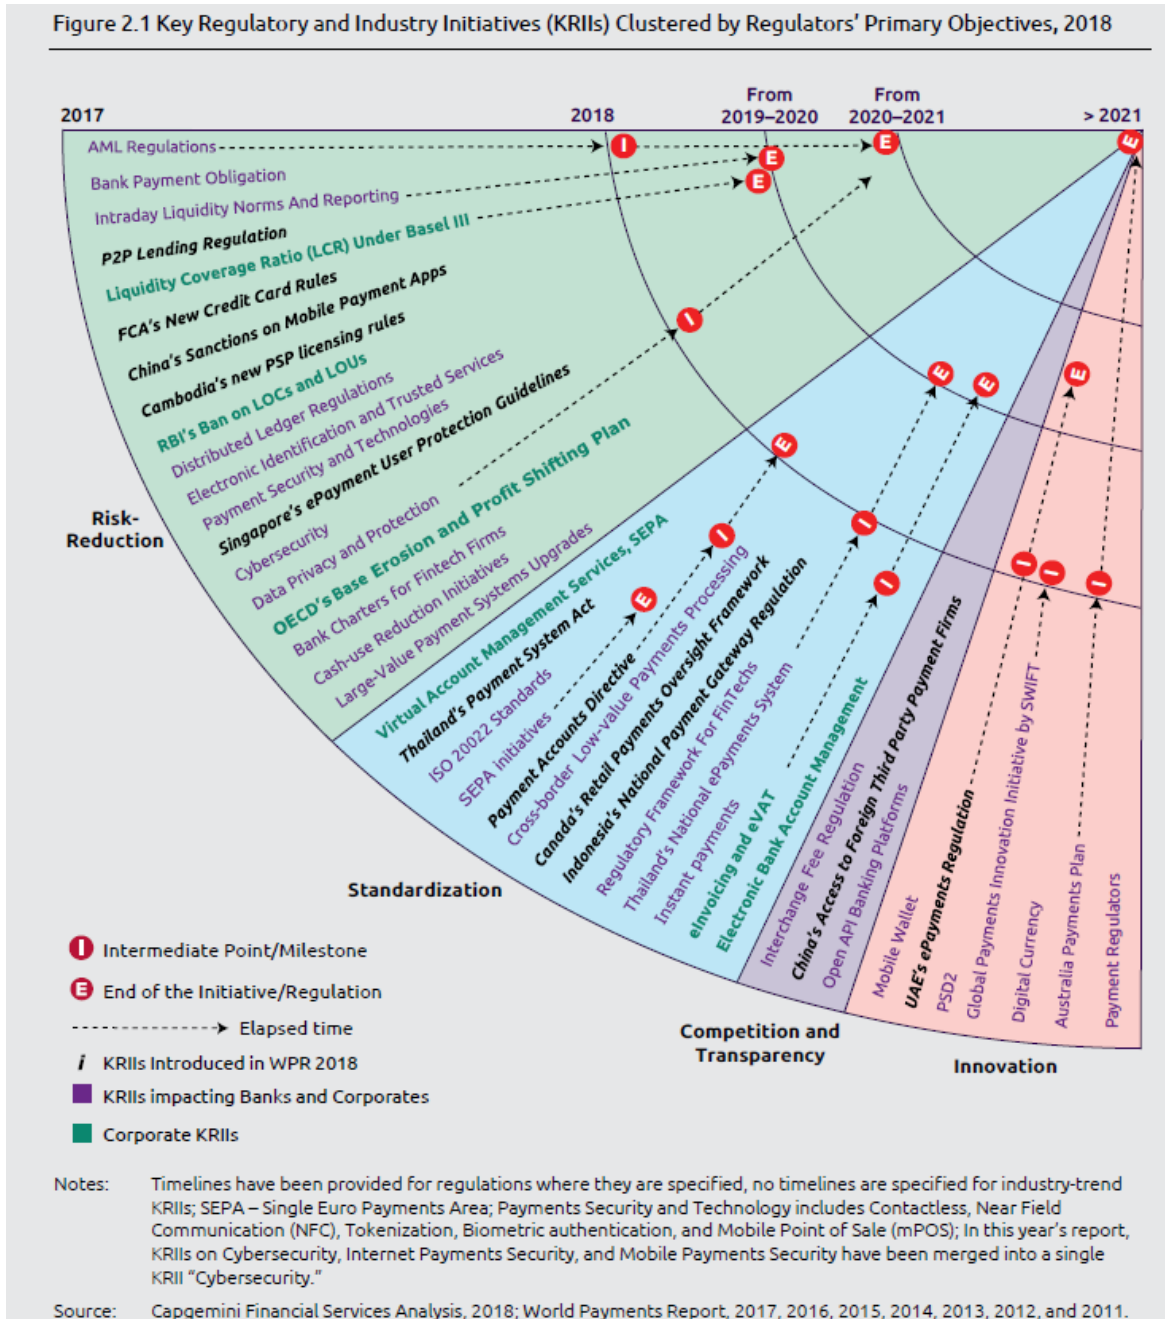 Figure 2.1 Key Regulatory and Industry Initiatives (KRIIs) Clustered by Regulators' Primary Objectives, 2018
2017
2018
From
2019–2020
From
2020–2021
> 2021
AML Regulations
I
E
E
Bank Payment Obligation
E
Intraday Liquidity Norms And Reporting
E
P2P Lending Regulation
Liquidity Coverage Ratio (LCR) Under Basel III
FCA's New Credit Card Rules
China's Sanctions on Mobile Payment Apps
Cambodia's new PSP licensing rules
RBI's Ban on LOCs and LOUs
Distributed Ledger Regulations
Electronic Identification and Trusted Services
Payment Security and Technologies
Singapore's ePayment User Protection Guidelines
Cybersecurity
Data Privacy and Protection
I
OECD's Base Erosion and Profit Shifting Plan
Bank Charters for Fintech Firms
Cash-use Reduction Initiatives
Large-Value Payment Systems Upgrades
Risk-
Reduction
Virtual Account Management Services, SEPA
Thailand's Payment System Act
ISO 20022 Standards
SEPA initiatives
E
Payment Accounts Directive
I
E
Cross-border Low-value Payments Processing
Canada's Retail Payments Oversight Framework
Indonesia's National Payment Gateway Regulation
Regulatory Framework For FinTechs
Thailand's National ePayments System
I
E
Instant payments
eInvoicing and eVAT
I
E
Electronic Bank Account Management
Standardization
Interchange Fee Regulation
China's Access to Foreign Third Party Payment Firms
Open API Banking Platforms
Competition and
Transparency
Mobile Wallet
UAE's ePayments Regulation
I
E
PSD2
Global Payments Innovation Initiative by SWIFT
I
Digital Currency
Australia Payments Plan
I
Payment Regulators
Innovation
I Intermediate Point/Milestone
E End of the Initiative/Regulation
Elapsed time
i KRIIs Introduced in WPR 2018
KRIIs impacting Banks and Corporates
Corporate KRIIs
Notes: Timelines have been provided for regulations where they are specified, no timelines are specified for industry-trend
KRIIs; SEPA – Single Euro Payments Area; Payments Security and Technology includes Contactless, Near Field
Communication (NFC), Tokenization, Biometric authentication, and Mobile Point of Sale (mPOS); In this year's report,
KRIIs on Cybersecurity, Internet Payments Security, and Mobile Payments Security have been merged into a single
KRII "Cybersecurity."
Source: Capgemini Financial Services Analysis, 2018; World Payments Report, 2017, 2016, 2015, 2014, 2013, 2012, and 2011.